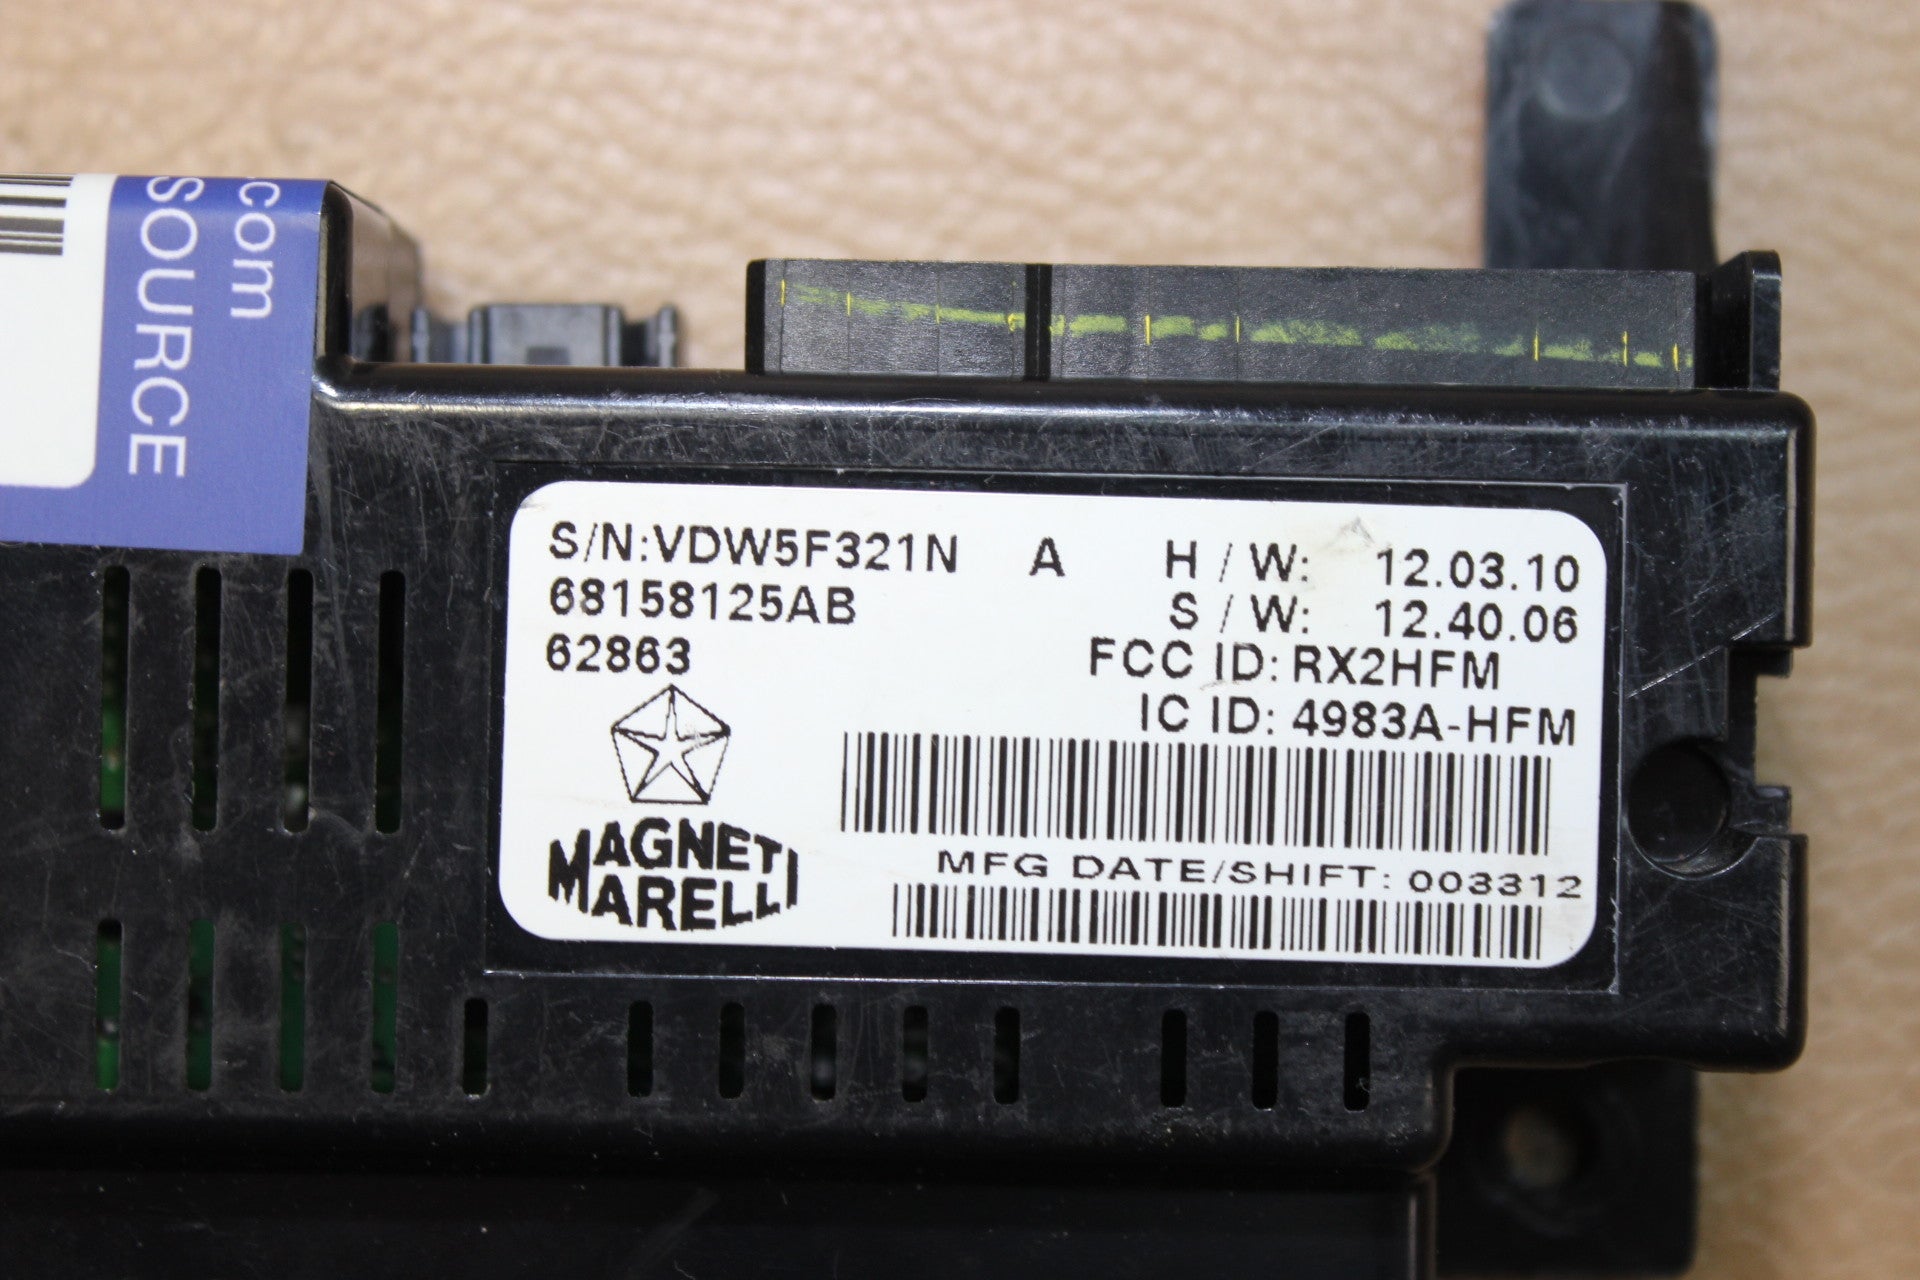 .com
SOURCE
S/N:VDW5F321N A H / W: 12.03.10
68158125AB S / W: 12.40.06
62863 FCC ID: RX2HFM
IC ID: 4983A-HFM
MAGNETI
MARELLI
MFG DATE/SHIFT: 003312